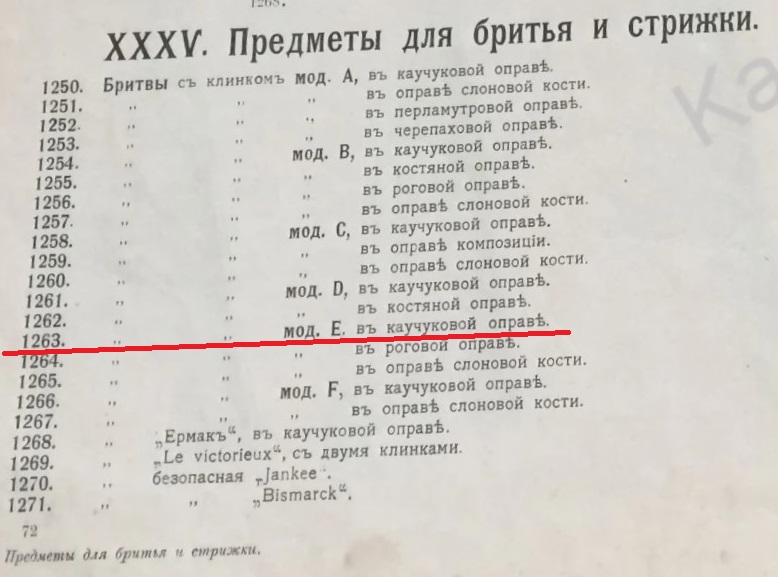 1268.
XXXV. Предметы для бритья и стрижки.
1250. Бритвы съ клинкомъ мод. А, въ каучуковой оправѣ.
1251. „ „ „ въ оправѣ слоновой кости.
1252. „ „ „ въ перламутровой оправѣ.
1253. „ „ „ въ черепаховой оправѣ.
1254. „ „ мод. В, въ каучуковой оправѣ.
1255. „ „ „ въ костяной оправѣ.
1256. „ „ „ въ роговой оправѣ.
1257. „ „ „ въ оправѣ слоновой кости.
1258. „ „ мод. С, въ каучуковой оправѣ.
1259. „ „ „ въ оправѣ композиціи.
1260. „ „ „ въ оправѣ слоновой кости.
1261. „ „ мод. D, въ каучуковой оправѣ.
1262. „ „ „ въ костяной оправѣ.
1263. „ „ мод. Е. въ каучуковой оправѣ.
1264. „ „ „ въ роговой оправѣ.
1265. „ „ „ въ оправѣ слоновой кости.
1266. „ „ мод. F, въ каучуковой оправѣ.
1267. „ „ „ въ оправѣ слоновой кости.
1268. „ „Ермакъ“, въ каучуковой оправѣ.
1269. „ „Le victorieux“, съ двумя клинками.
1270. „ безопасная „Jankee“.
1271. „ „ „Bismarck“.
72
Предметы для бритья и стрижки.
Ка